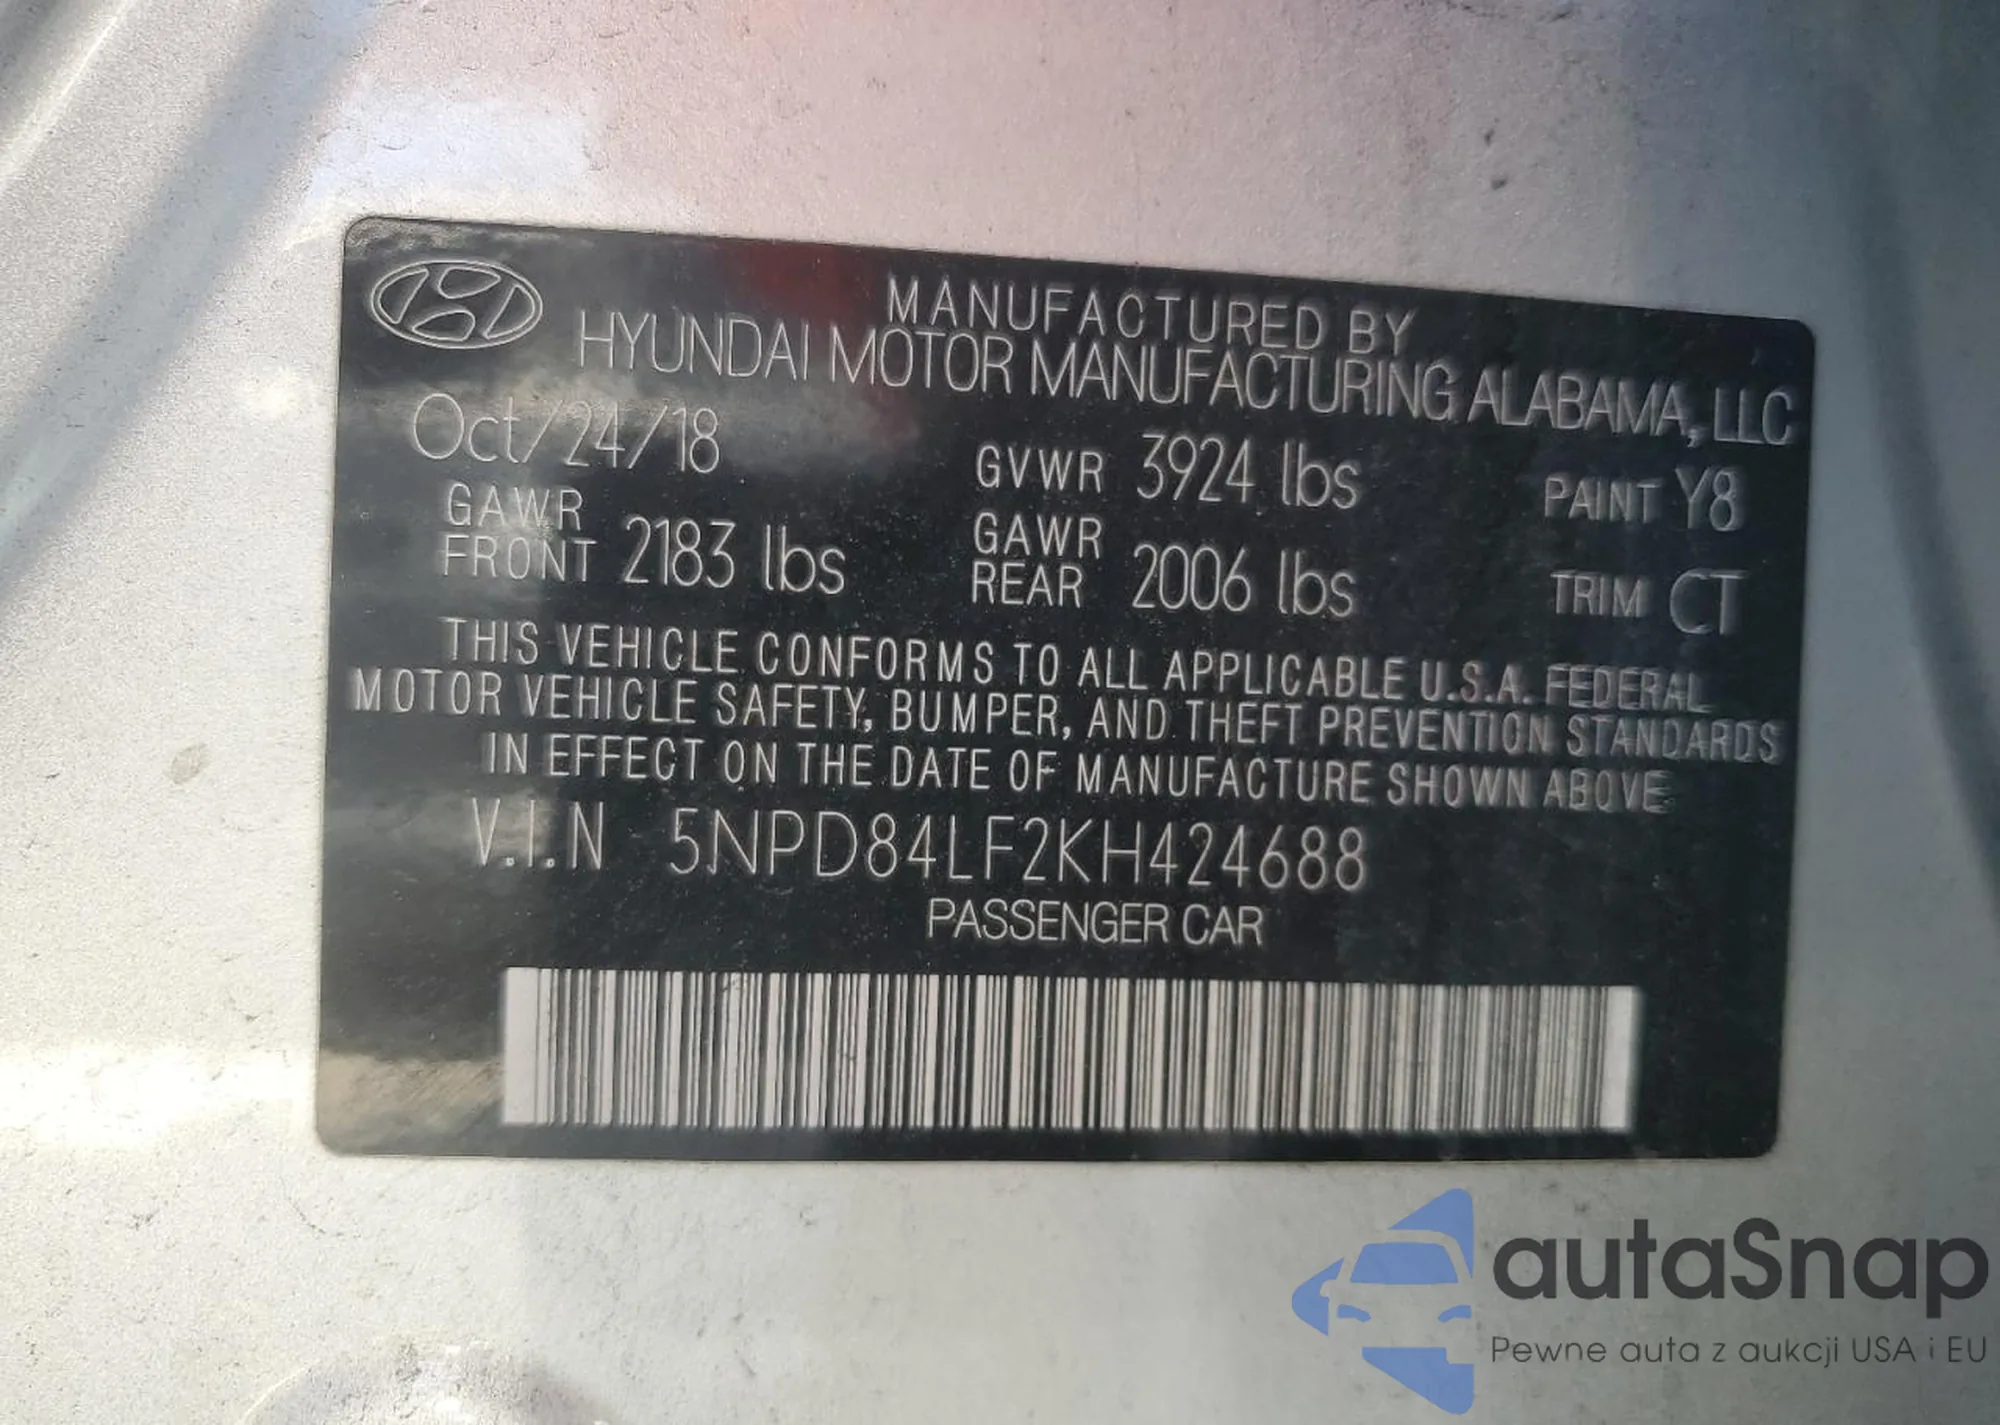 MANUFACTURED BY
HYUNDAI MOTOR MANUFACTURING ALABAMA, LLC
Oct/24/18 GVWR 3924 lbs PAINT Y8
GAWR FRONT 2183 lbs GAWR REAR 2006 lbs TRIM CT
THIS VEHICLE CONFORMS TO ALL APPLICABLE U.S.A. FEDERAL
MOTOR VEHICLE SAFETY, BUMPER, AND THEFT PREVENTION STANDARDS
IN EFFECT ON THE DATE OF MANUFACTURE SHOWN ABOVE
V.I.N 5NPD84LF2KH424688
PASSENGER CAR
autaSnap
Pewne auta z aukcji USA i EU